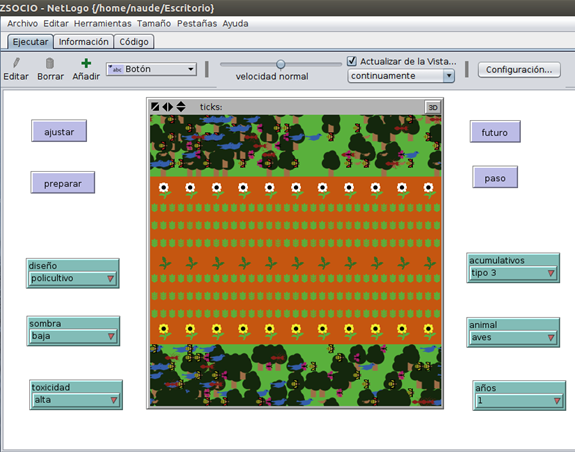 ZSOCIO - NetLogo {/home/naude/Escritorio}
Archivo Editar Herramientas Tamaño Pestañas Ayuda
Ejecutar Información Código
Editar Borrar Añadir
abc Botón
velocidad normal
Actualizar de la Vista...
continuamente
Configuración...
ticks:
3D
ajustar
preparar
diseño
policultivo
sombra
baja
toxicidad
alta
futuro
paso
acumulativos
tipo 3
animal
aves
años
1